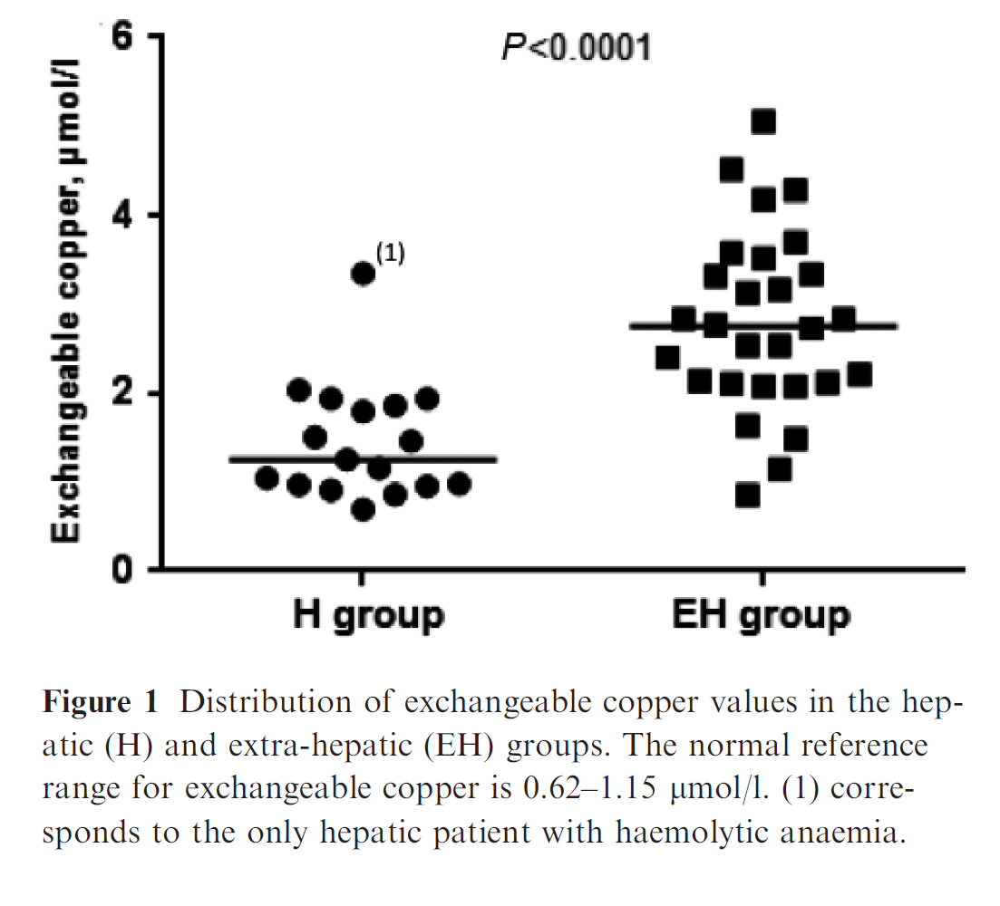 P<0.0001
Exchangeable copper, µmol/l
6
4
2
0
(1)
H group
EH group
Figure 1 Distribution of exchangeable copper values in the hep-
atic (H) and extra-hepatic (EH) groups. The normal reference
range for exchangeable copper is 0.62–1.15 µmol/l. (1) corre-
sponds to the only hepatic patient with haemolytic anaemia.